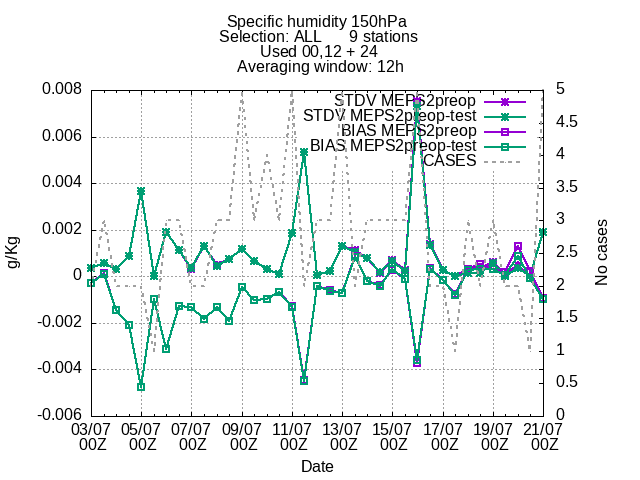 Specific humidity 150hPa
Selection: ALL 9 stations
Used 00,12 + 24
Averaging window: 12h
STDV MEPS2preop
STDV MEPS2preop-test
BIAS MEPS2preop
BIAS MEPS2preop-test
CASES
0.008
0.006
0.004
0.002
0
-0.002
-0.004
-0.006
g/Kg
5
4.5
4
3.5
3
2.5
2
1.5
1
0.5
0
No cases
03/07 05/07 07/07 09/07 11/07 13/07 15/07 17/07 19/07 21/07
00Z 00Z 00Z 00Z 00Z 00Z 00Z 00Z 00Z 00Z
Date